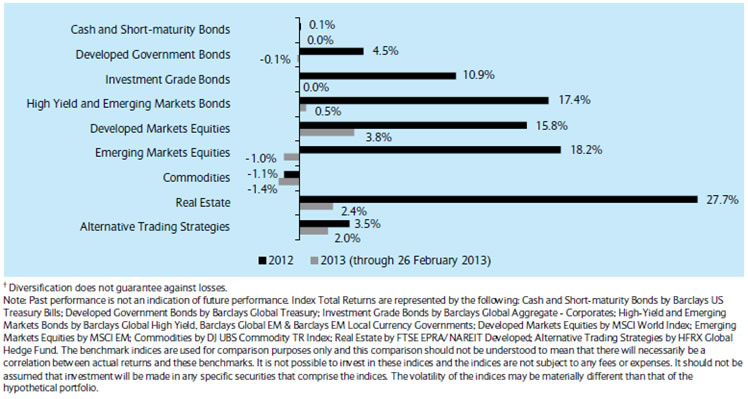 Cash and Short-maturity Bonds 0.1%
0.0%
Developed Government Bonds 4.5%
-0.1%
Investment Grade Bonds 10.9%
0.0%
High Yield and Emerging Markets Bonds 17.4%
0.5%
Developed Markets Equities 15.8%
3.8%
Emerging Markets Equities 18.2%
-1.0%
Commodities -1.1%
-1.4%
Real Estate 27.7%
2.4%
Alternative Trading Strategies 3.5%
2.0%
2012 2013 (through 26 February 2013)
† Diversification does not guarantee against losses.
Note: Past performance is not an indication of future performance. Index Total Returns are represented by the following: Cash and Short-maturity Bonds by Barclays US
Treasury Bills; Developed Government Bonds by Barclays Global Treasury; Investment Grade Bonds by Barclays Global Aggregate - Corporates; High-Yield and Emerging
Markets Bonds by Barclays Global High Yield, Barclays Global EM & Barclays EM Local Currency Governments; Developed Markets Equities by MSCI World Index; Emerging
Markets Equities by MSCI EM; Commodities by DJ UBS Commodity TR Index; Real Estate by FTSE EPRA/NAREIT Developed; Alternative Trading Strategies by HFRX Global
Hedge Fund. The benchmark indices are used for comparison purposes only and this comparison should not be understood to mean that there will necessarily be a
correlation between actual returns and these benchmarks. It is not possible to invest in these indices and the indices are not subject to any fees or expenses. It should not be
assumed that investment will be made in any specific securities that comprise the indices. The volatility of the indices may be materially different than that of the
hypothetical portfolio.